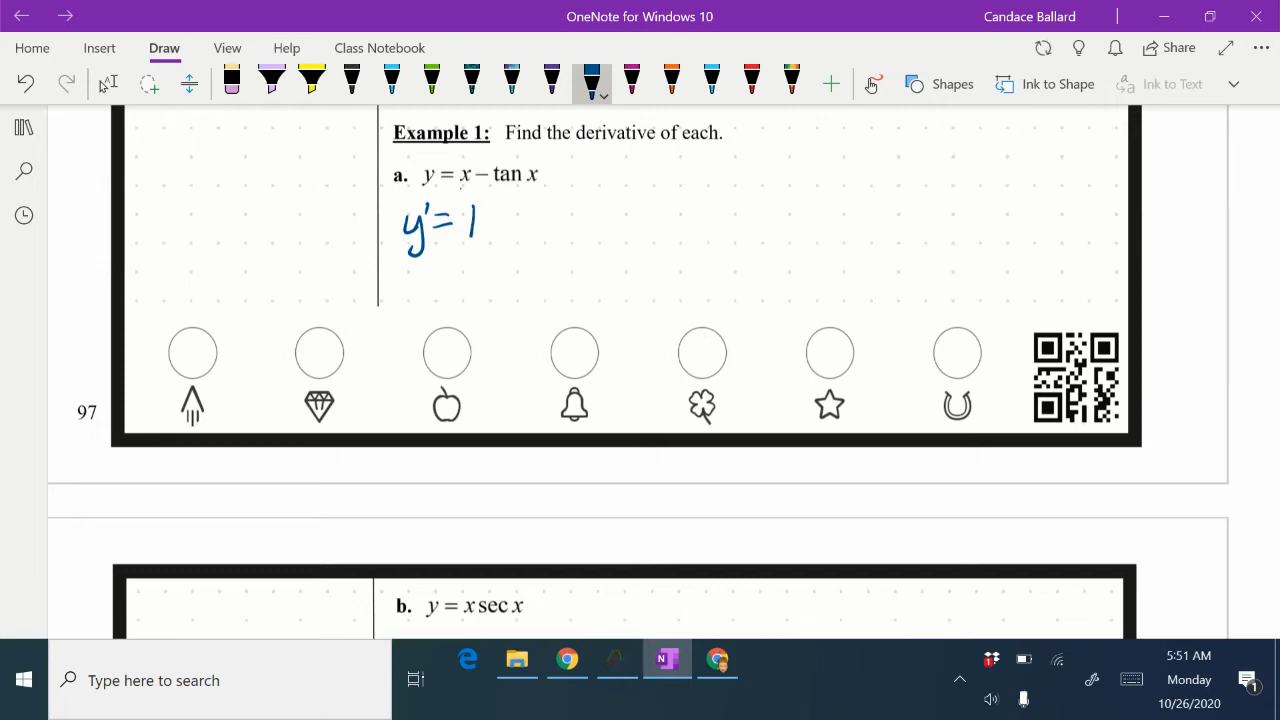 OneNote for Windows 10
Candace Ballard
Home Insert Draw View Help Class Notebook
Share
Shapes Ink to Shape Ink to Text
Example 1: Find the derivative of each.
a. y = x − tan x
y' = 1
97
b. y = x sec x
Type here to search
N
1
5:51 AM
Monday
10/26/2020
1